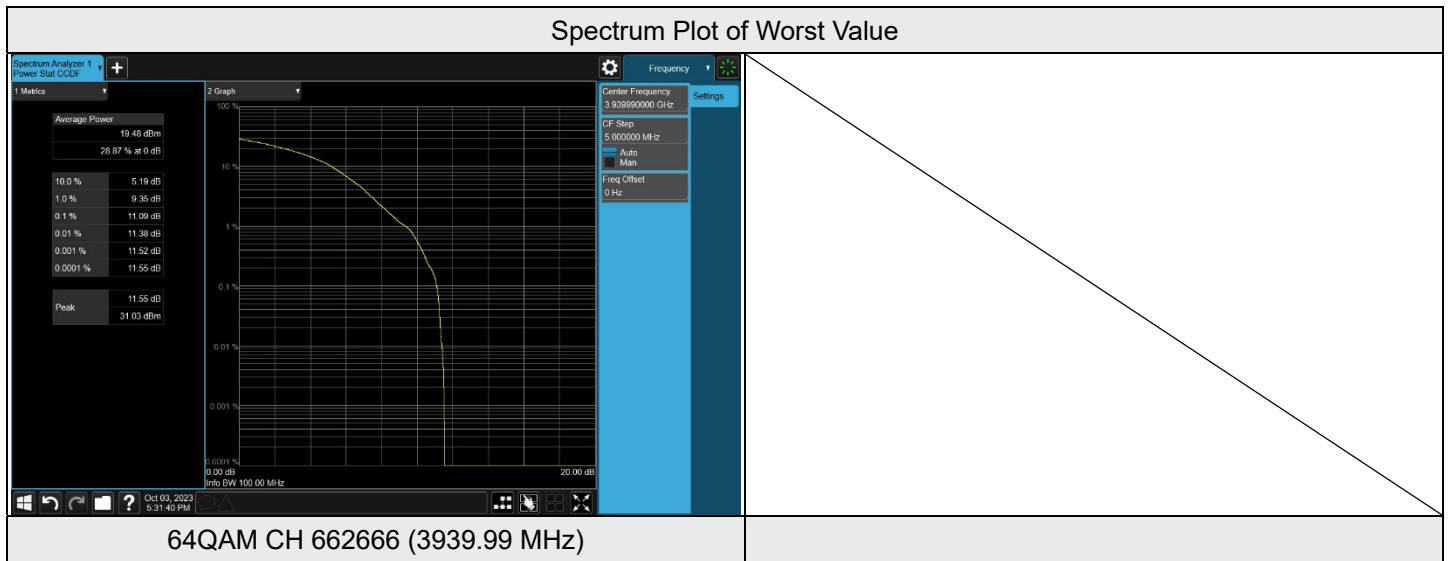 Spectrum Plot of Worst Value
Spectrum Analyzer 1
Power Stat CCDF
+
Frequency
1 Metrics
2 Graph
Center Frequency
3.939990000 GHz
Settings
CF Step
5.000000 MHz
Auto
Man
Freq Offset
0 Hz
Average Power
19.48 dBm
28.87 % at 0 dB
10.0 % 5.19 dB
1.0 % 9.35 dB
0.1 % 11.09 dB
0.01 % 11.38 dB
0.001 % 11.52 dB
0.0001 % 11.55 dB
Peak 11.55 dB
31.03 dBm
100 %
10 %
1 %
0.1 %
0.01 %
0.001 %
0.0001 %
0.00 dB 20.00 dB
Info BW 100.00 MHz
? Oct 03, 2023
5:31:40 PM
64QAM CH 662666 (3939.99 MHz)